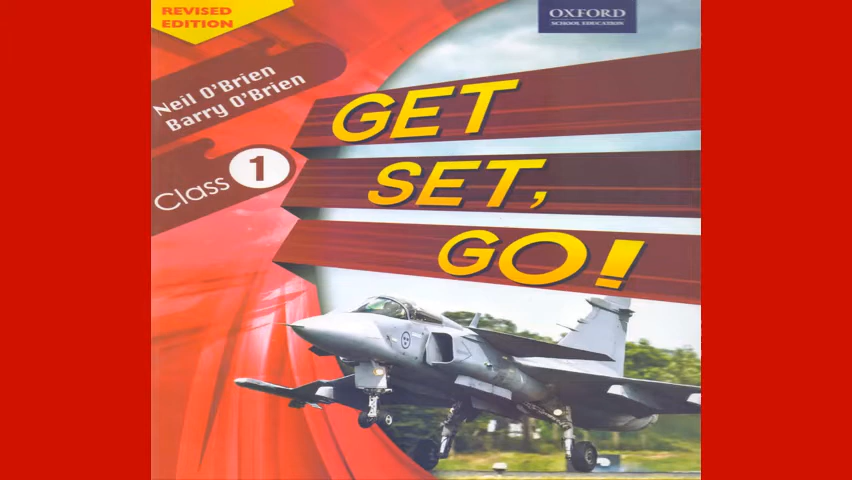 REVISED
EDITION
OXFORD
SCHOOL EDUCATION
Neil O'Brien
Barry O'Brien
Class 1
GET
SET,
GO!